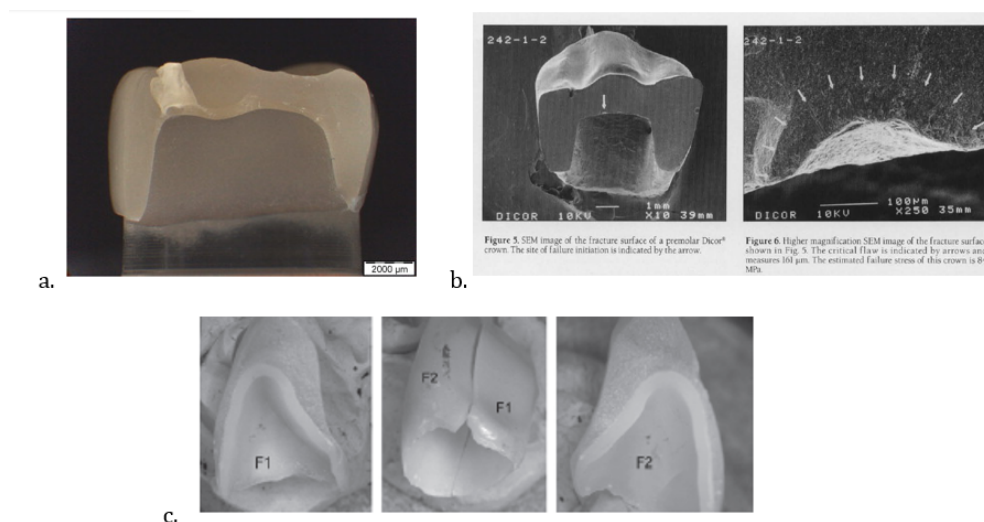 2000 µm
a.
242-1-2
1mm
DICOR 10KV X10 39mm
Figure 5. SEM image of the fracture surface of a premolar Dicor®
crown. The site of failure initiation is indicated by the arrow.
b.
242-1-2
100µm
DICOR 10KV X250 35mm
Figure 6. Higher magnification SEM image of the fracture surface
shown in Fig. 5. The critical flaw is indicated by arrows and
measures 161 µm. The estimated failure stress of this crown is
MPa.
F1
F2
F1
F2
c.